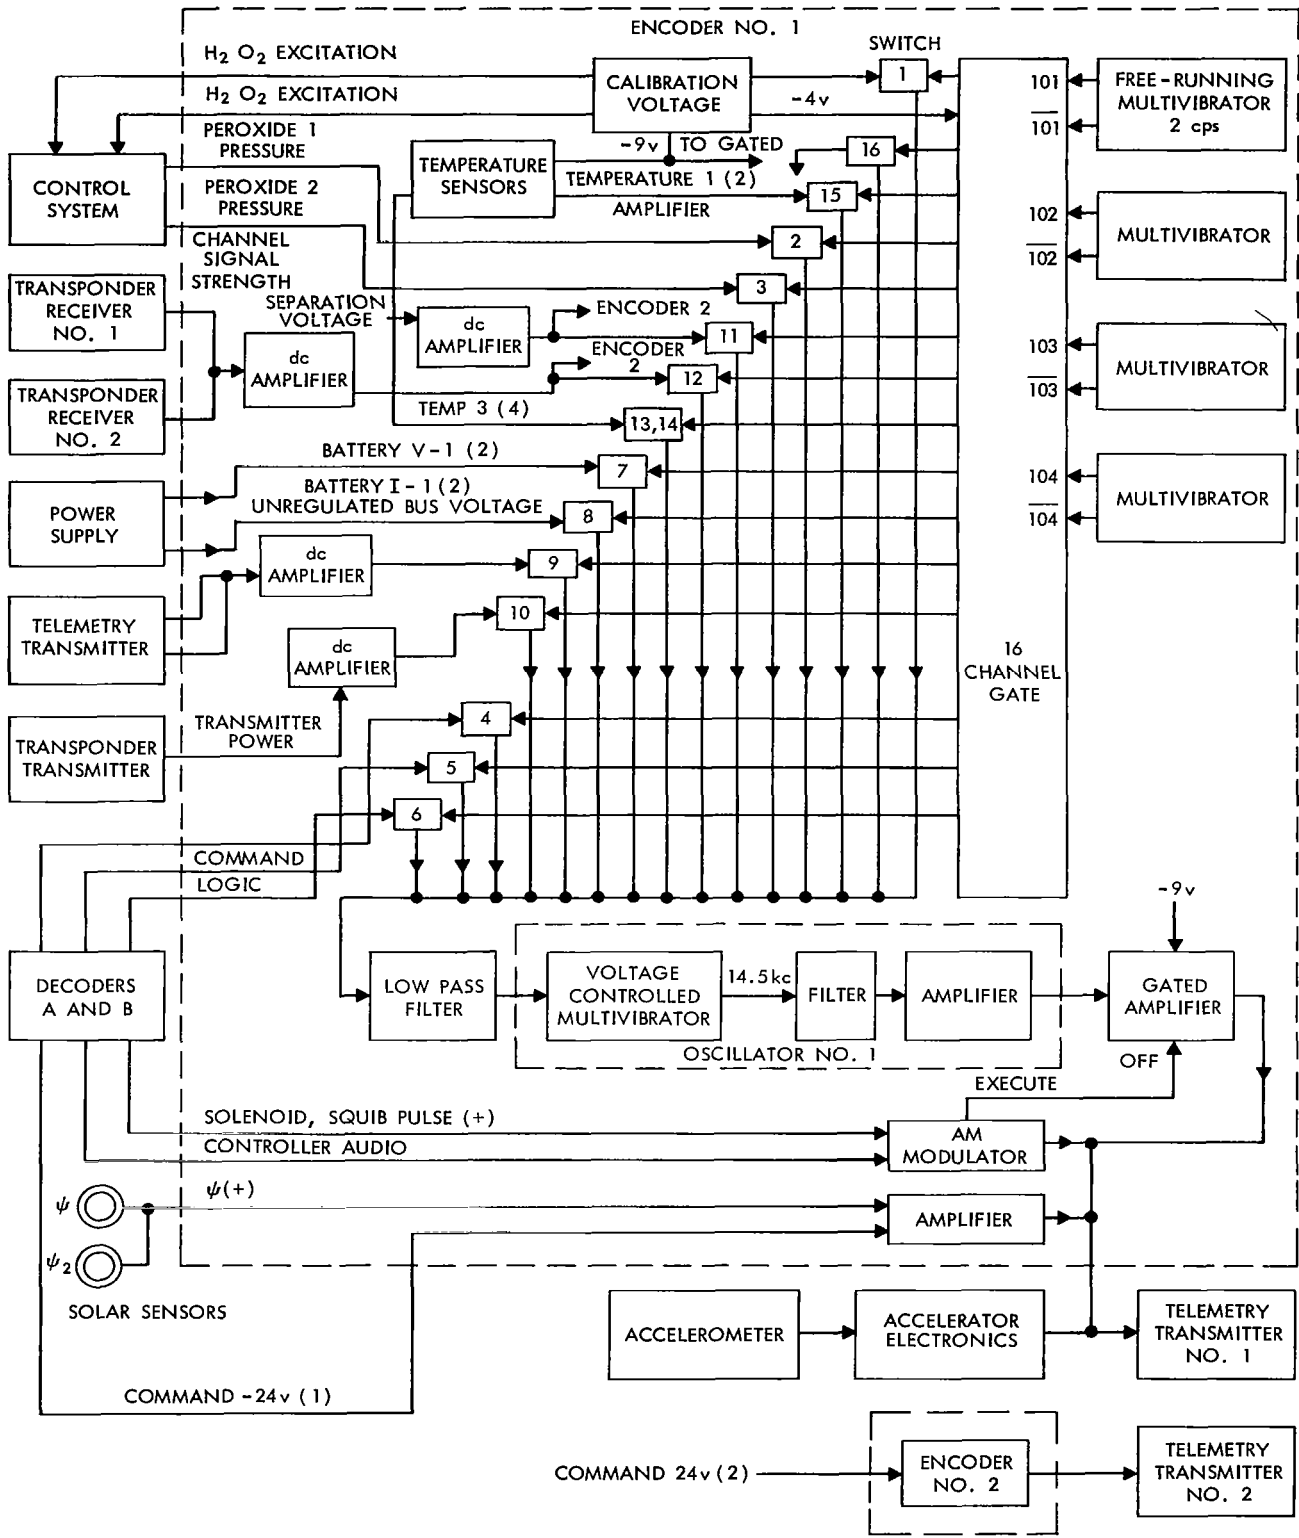 ENCODER NO. 1
H2 O2 EXCITATION
SWITCH
CALIBRATION
VOLTAGE
1
101
FREE-RUNNING
MULTIVIBRATOR
2 cps
H2 O2 EXCITATION
-4v
101
PEROXIDE 1
PRESSURE
-9v TO GATED
16
CONTROL
SYSTEM
TEMPERATURE
SENSORS
TEMPERATURE 1 (2)
AMPLIFIER
15
PEROXIDE 2
PRESSURE
102
102
MULTIVIBRATOR
2
CHANNEL
SIGNAL
STRENGTH
3
TRANSPONDER
RECEIVER
NO. 1
SEPARATION
VOLTAGE
dc
AMPLIFIER
ENCODER 2
11
103
103
MULTIVIBRATOR
dc
AMPLIFIER
ENCODER
2
12
TRANSPONDER
RECEIVER
NO. 2
TEMP 3 (4)
13,14
BATTERY V-1 (2)
7
104
104
MULTIVIBRATOR
POWER
SUPPLY
BATTERY I-1 (2)
UNREGULATED BUS VOLTAGE
8
dc
AMPLIFIER
9
TELEMETRY
TRANSMITTER
10
dc
AMPLIFIER
16
CHANNEL
GATE
TRANSPONDER
TRANSMITTER
TRANSMITTER
POWER
4
5
6
COMMAND
LOGIC
-9v
DECODERS
A AND B
LOW PASS
FILTER
VOLTAGE
CONTROLLED
MULTIVIBRATOR
14.5kc
FILTER
AMPLIFIER
GATED
AMPLIFIER
OSCILLATOR NO. 1
OFF
EXECUTE
SOLENOID, SQUIB PULSE (+)
CONTROLLER AUDIO
AM
MODULATOR
ψ
ψ(+)
AMPLIFIER
ψ2
SOLAR SENSORS
ACCELEROMETER
ACCELERATOR
ELECTRONICS
TELEMETRY
TRANSMITTER
NO. 1
COMMAND -24v (1)
COMMAND 24v (2)
ENCODER
NO. 2
TELEMETRY
TRANSMITTER
NO. 2